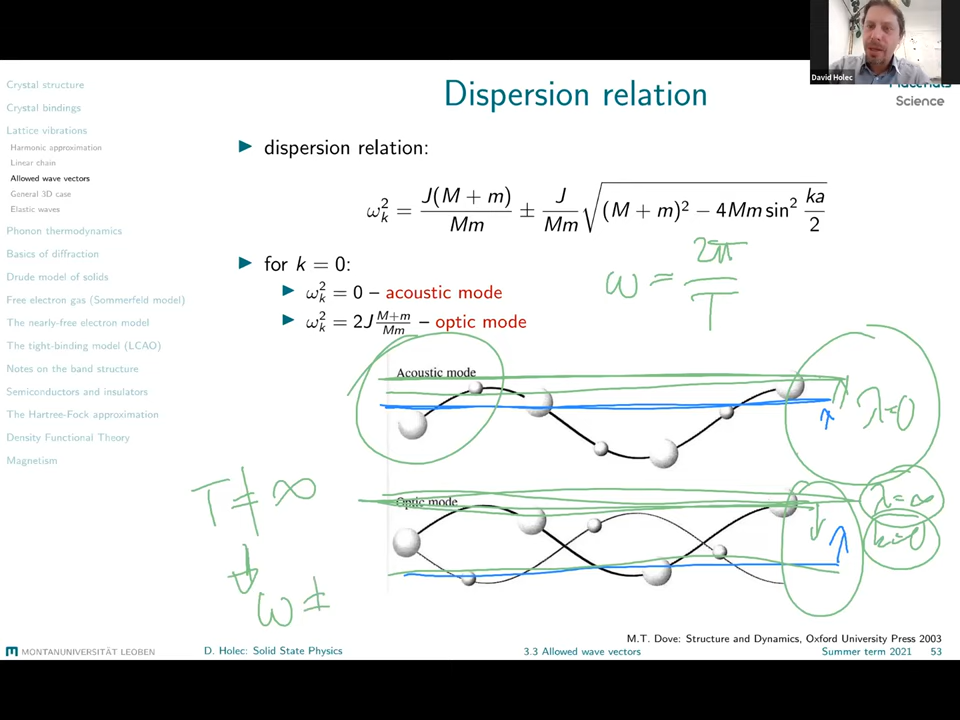 David Holec
Materials
Science
Crystal structure
Crystal bindings
Lattice vibrations
Harmonic approximation
Linear chain
Allowed wave vectors
General 3D case
Elastic waves
Phonon thermodynamics
Basics of diffraction
Drude model of solids
Free electron gas (Sommerfeld model)
The nearly-free electron model
The tight-binding model (LCAO)
Notes on the band structure
Semiconductors and insulators
The Hartree-Fock approximation
Density Functional Theory
Magnetism
Dispersion relation
▶ dispersion relation:
ω_k^2 = J(M + m)/Mm ± J/Mm √((M + m)^2 − 4Mm sin^2 ka/2)
▶ for k = 0:
▶ ω_k^2 = 0 – acoustic mode
▶ ω_k^2 = 2J (M+m)/Mm – optic mode
ω = 2π/T
Acoustic mode
λ=0
Optic mode
λ=∞
k=0
λ
T ≠ ∞
ω ±
M.T. Dove: Structure and Dynamics, Oxford University Press 2003
MONTANUNIVERSITÄT LEOBEN
D. Holec: Solid State Physics
3.3 Allowed wave vectors
Summer term 2021 53